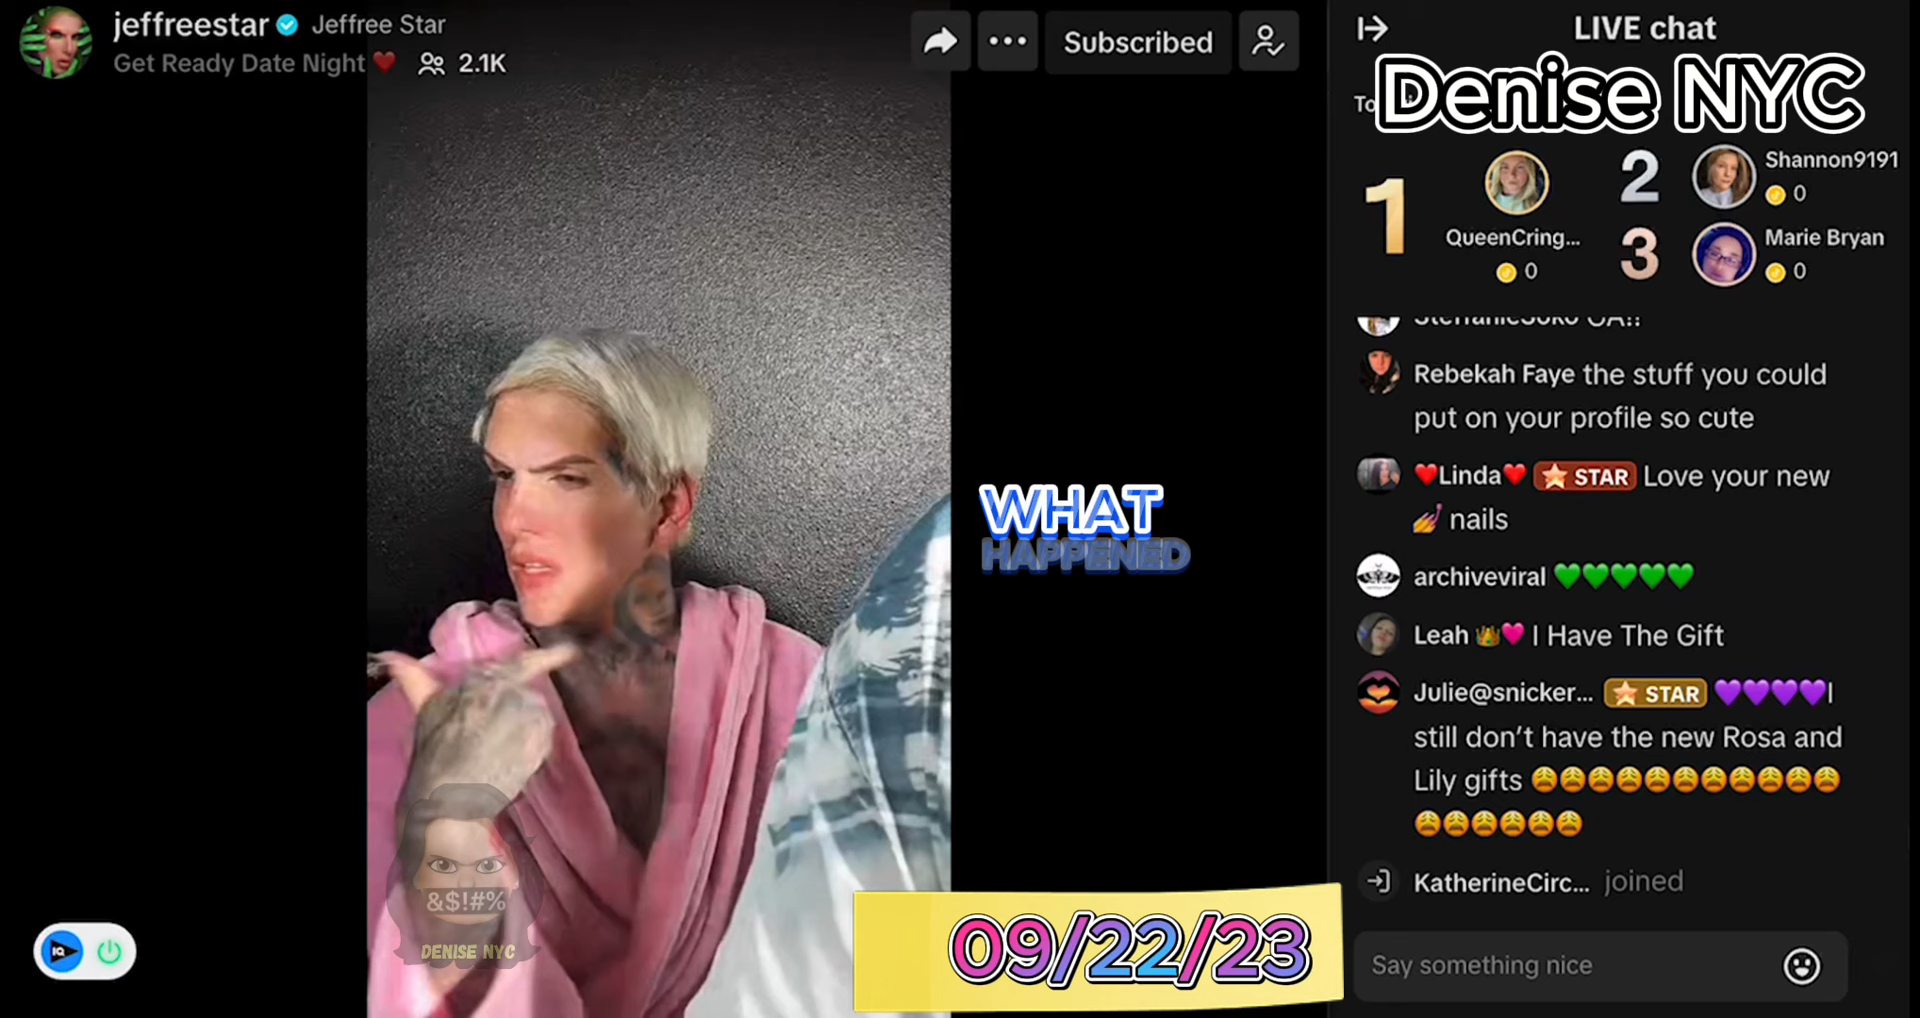 jeffreestar Jeffree Star
Get Ready Date Night ❤️ 2.1K
Subscribed
LIVE chat
Denise NYC
1
QueenCring...
0
2
Shannon9191
0
3
Marie Bryan
0
Rebekah Faye the stuff you could
put on your profile so cute
❤️Linda❤️ STAR Love your new
💅 nails
archiveviral 💚💚💚💚💚
Leah 👑💖 I Have The Gift
Julie@snicker... STAR 💜💜💜💜I
still don't have the new Rosa and
Lily gifts 😩😩😩😩😩😩😩😩😩😩😩
😩😩😩😩😩😩
KatherineCirc... joined
Say something nice
WHAT
HAPPENED
&$!#%
DENISE NYC
IQ
09/22/23